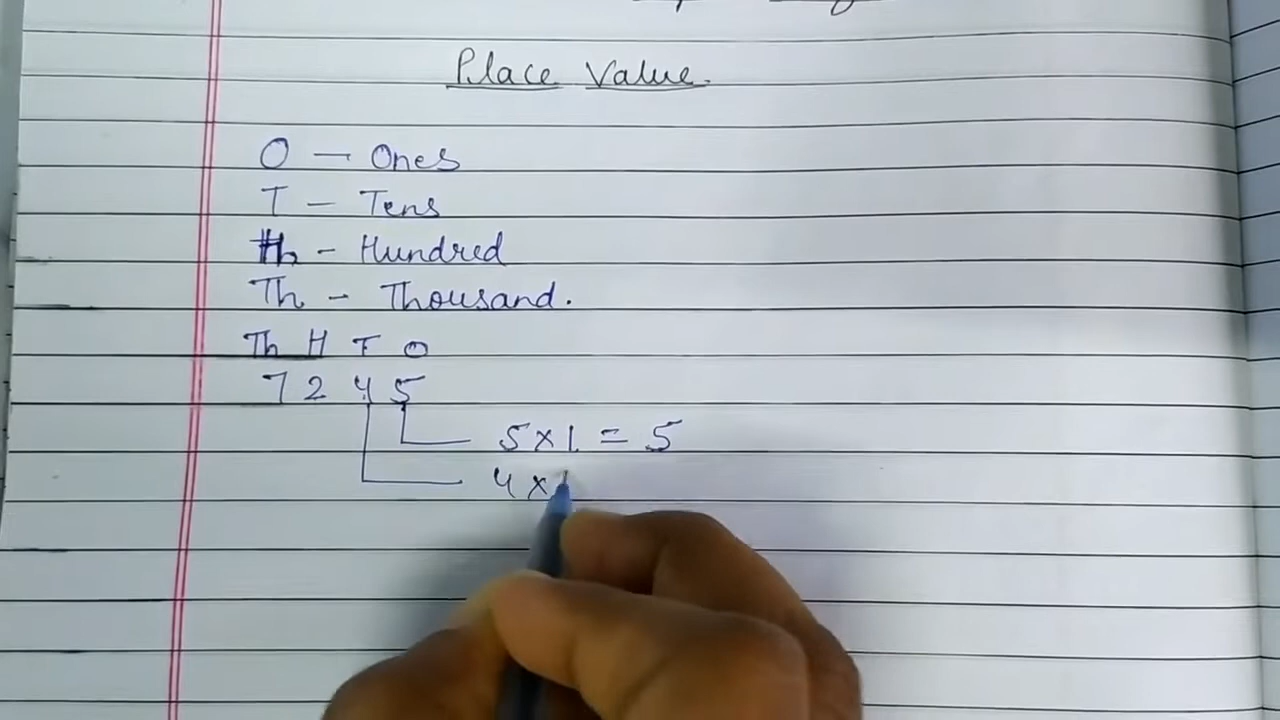 Place Value.
O - Ones
T - Tens
H - Hundred
Th - Thousand.
Th H T O
7 2 4 5
5 x 1 = 5
4 x